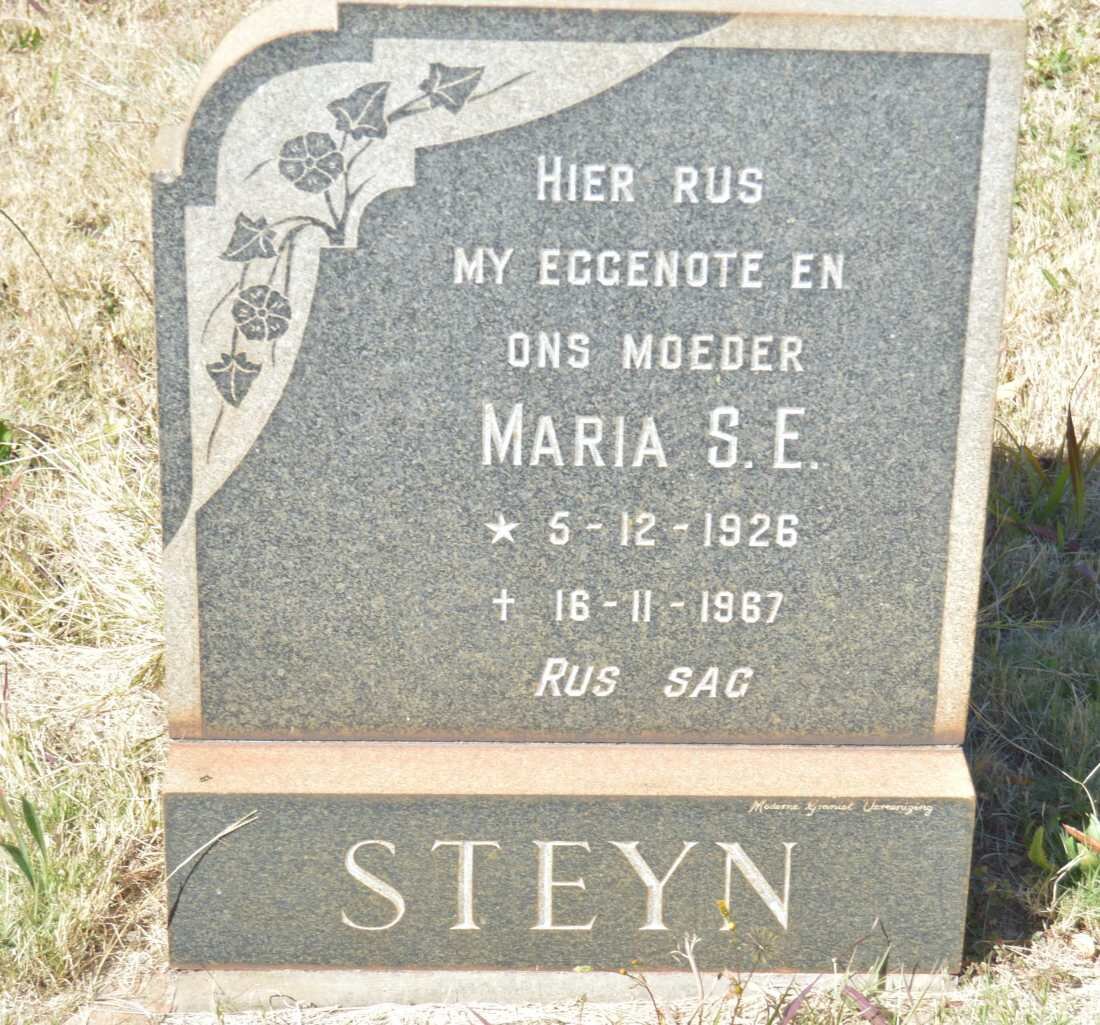 HIER RUS
MY EGGENOTE EN
ONS MOEDER
MARIA S. E.
★ 5 - 12 - 1926
† 16 - 11 - 1967
RUS SAG
Moderne Graniet Vereeniging
STEYN